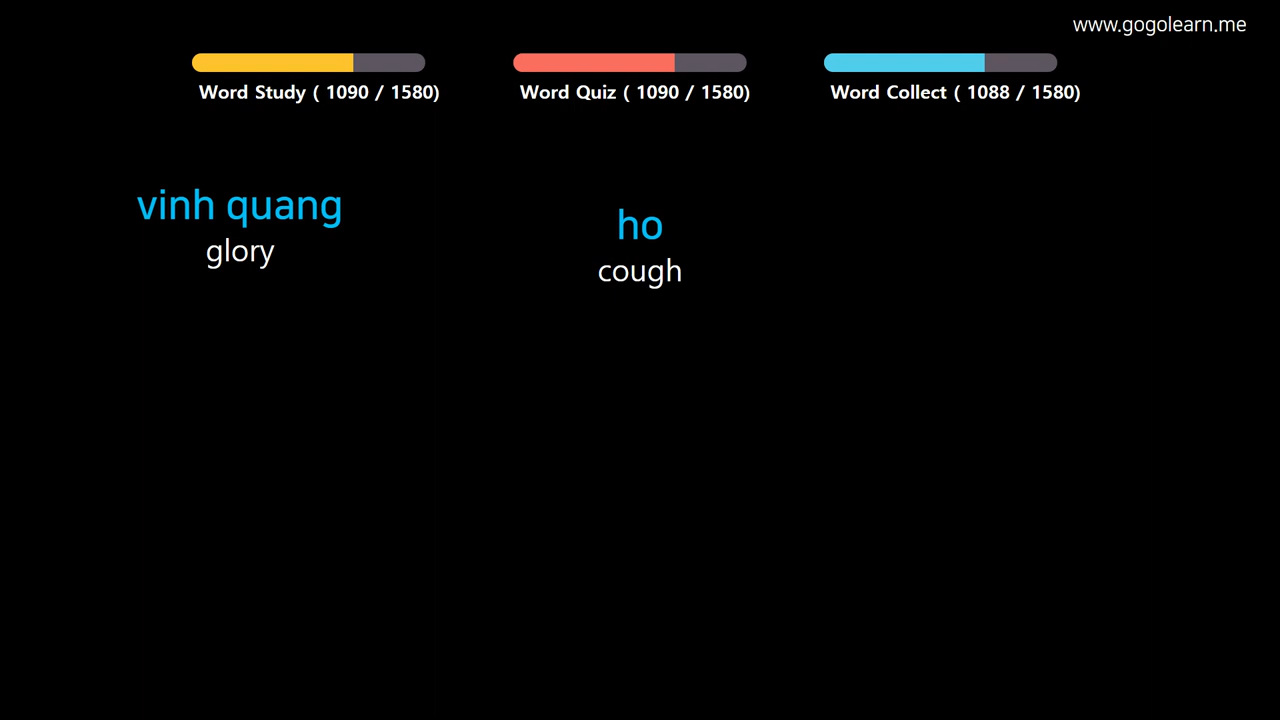 www.gogolearn.me
Word Study ( 1090 / 1580)
Word Quiz ( 1090 / 1580)
Word Collect ( 1088 / 1580)
vinh quang
glory
ho
cough